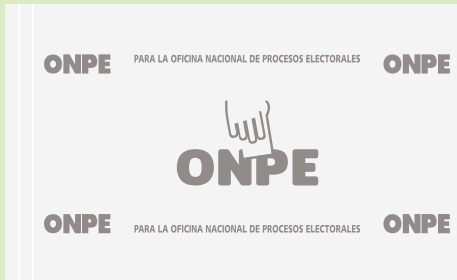 ONPE PARA LA OFICINA NACIONAL DE PROCESOS ELECTORALES ONPE
ONPE
ONPE PARA LA OFICINA NACIONAL DE PROCESOS ELECTORALES ONPE